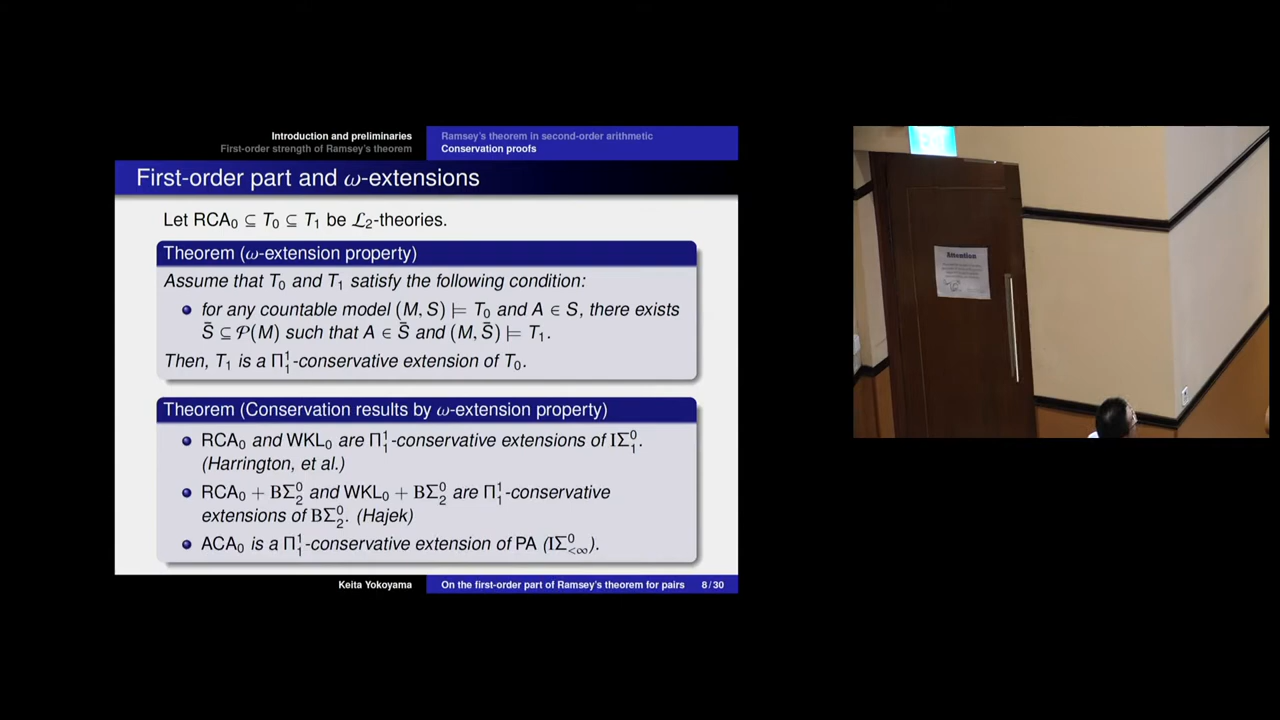 Introduction and preliminaries
First-order strength of Ramsey's theorem
Ramsey's theorem in second-order arithmetic
Conservation proofs
First-order part and ω-extensions
Let RCA₀ ⊆ T₀ ⊆ T₁ be ℒ₂-theories.
Theorem (ω-extension property)
Assume that T₀ and T₁ satisfy the following condition:
for any countable model (M, S) |= T₀ and A ∈ S, there exists
S̄ ⊆ 𝒫(M) such that A ∈ S̄ and (M, S̄) |= T₁.
Then, T₁ is a Π¹₁-conservative extension of T₀.
Theorem (Conservation results by ω-extension property)
RCA₀ and WKL₀ are Π¹₁-conservative extensions of IΣ⁰₁.
(Harrington, et al.)
RCA₀ + BΣ⁰₂ and WKL₀ + BΣ⁰₂ are Π¹₁-conservative
extensions of BΣ⁰₂. (Hajek)
ACA₀ is a Π¹₁-conservative extension of PA (IΣ⁰<∞).
Keita Yokoyama
On the first-order part of Ramsey's theorem for pairs
8 / 30
Attention